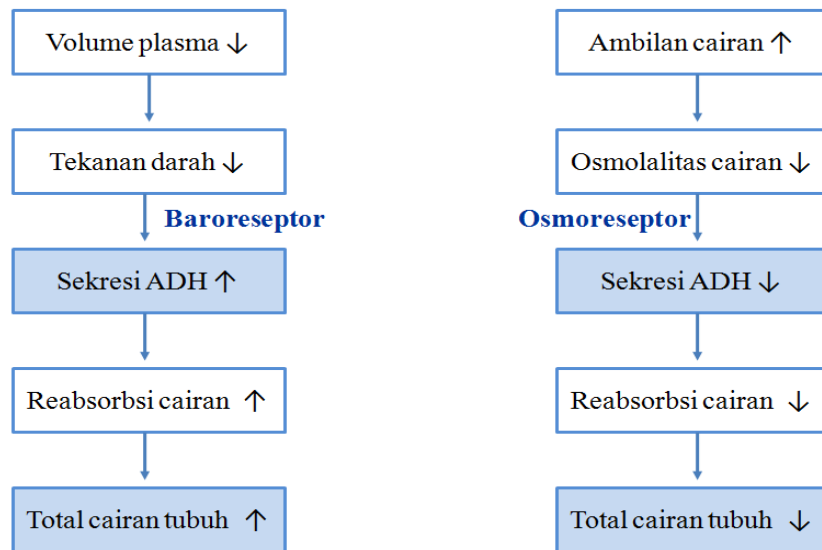 Volume plasma ↓
Tekanan darah ↓
Baroreseptor
Sekresi ADH ↑
Reabsorbsi cairan ↑
Total cairan tubuh ↑
Ambilan cairan ↑
Osmolalitas cairan ↓
Osmoreseptor
Sekresi ADH ↓
Reabsorbsi cairan ↓
Total cairan tubuh ↓